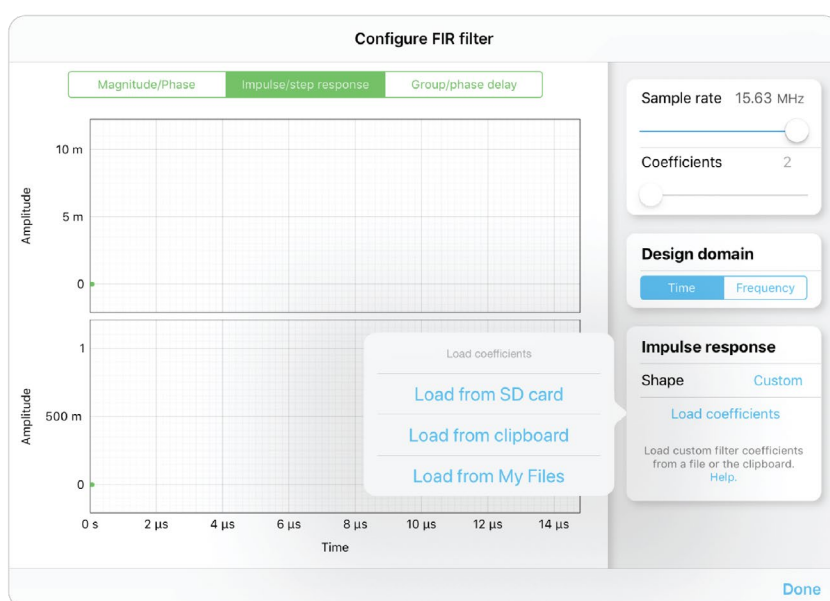 Configure FIR filter
Magnitude/Phase
Impulse/step response
Group/phase delay
Amplitude
10 m
5 m
0
Amplitude
1
500 m
0
0 s
2 µs
4 µs
6 µs
8 µs
10 µs
12 µs
14 µs
Time
Load coefficients
Load from SD card
Load from clipboard
Load from My Files
Sample rate 15.63 MHz
Coefficients 2
Design domain
Time
Frequency
Impulse response
Shape Custom
Load coefficients
Load custom filter coefficients
from a file or the clipboard.
Help.
Done